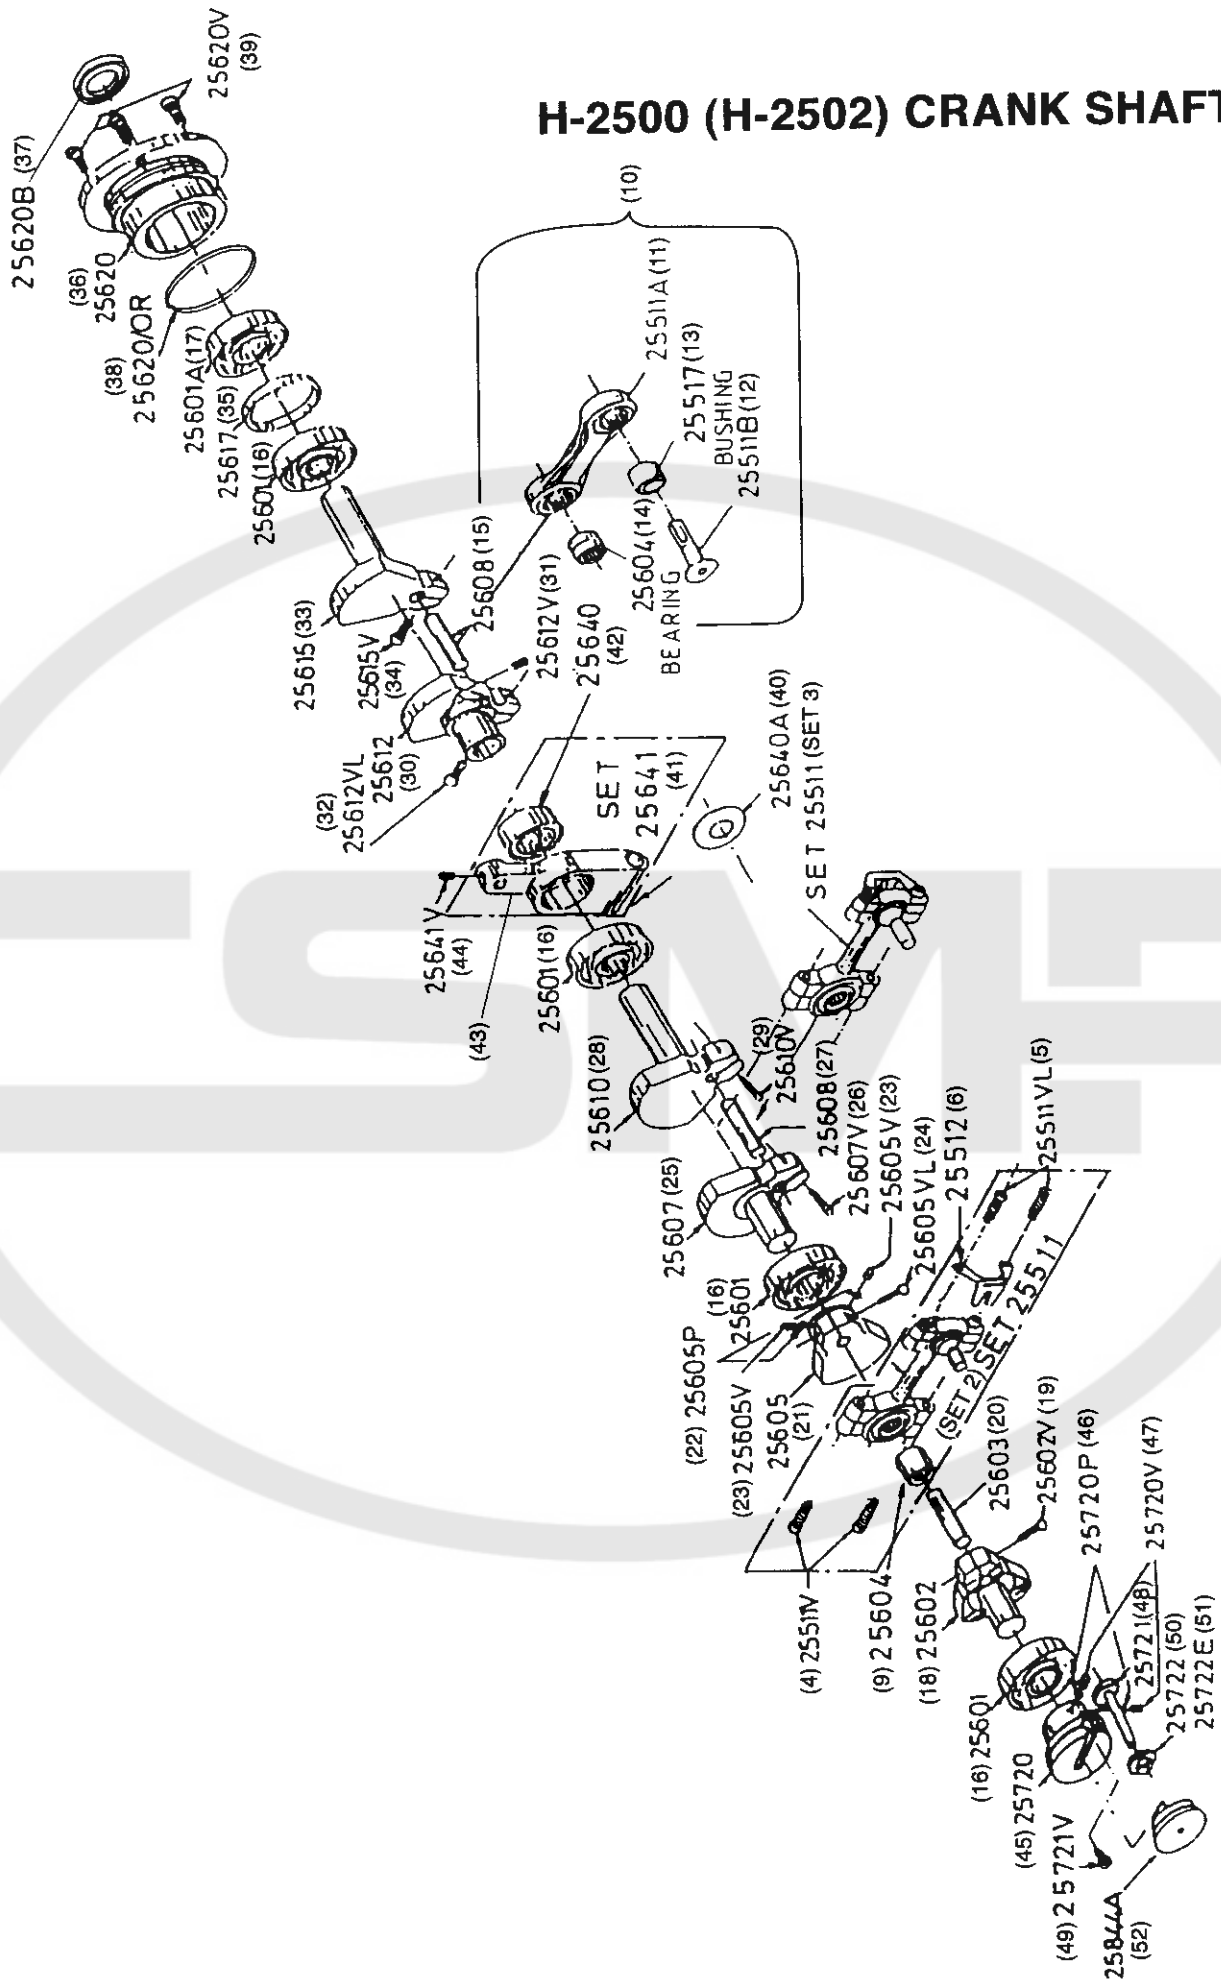 H-2500 (H-2502) CRANK SHAFT
25620V
(39)
25620B (37)
(36)
25620
(38)
25620/OR
25601A(17)
25617(35)
25601(16)
(10)
25511A(11)
25517(13)
BUSHING
25511B(12)
25604(14)
BEARING
25608(15)
25615(33)
25615V
(34)
25612V(31)
25640
(42)
(32)
25612VL
25612
(30)
SET
25641
(41)
25640A(40)
SET 25511(SET3)
25641V
(44)
(43)
25601(16)
25610(28)
(29)
25610V
25608(27)
25607V(26)
25605V(23)
25605VL(24)
25512(6)
25511VL(5)
25607(25)
(16)
25601
(22) 25605P
(23) 25605V
25605
(21)
(SET 2) SET 25511
(4) 25511V
(9) 25604
25603(20)
25602V(19)
(18) 25602
25720P(46)
25720V(47)
(16) 25601
25721(48)
25722(50)
25722E(51)
(45) 25720
(49) 25721V
25844A
(52)
SMP